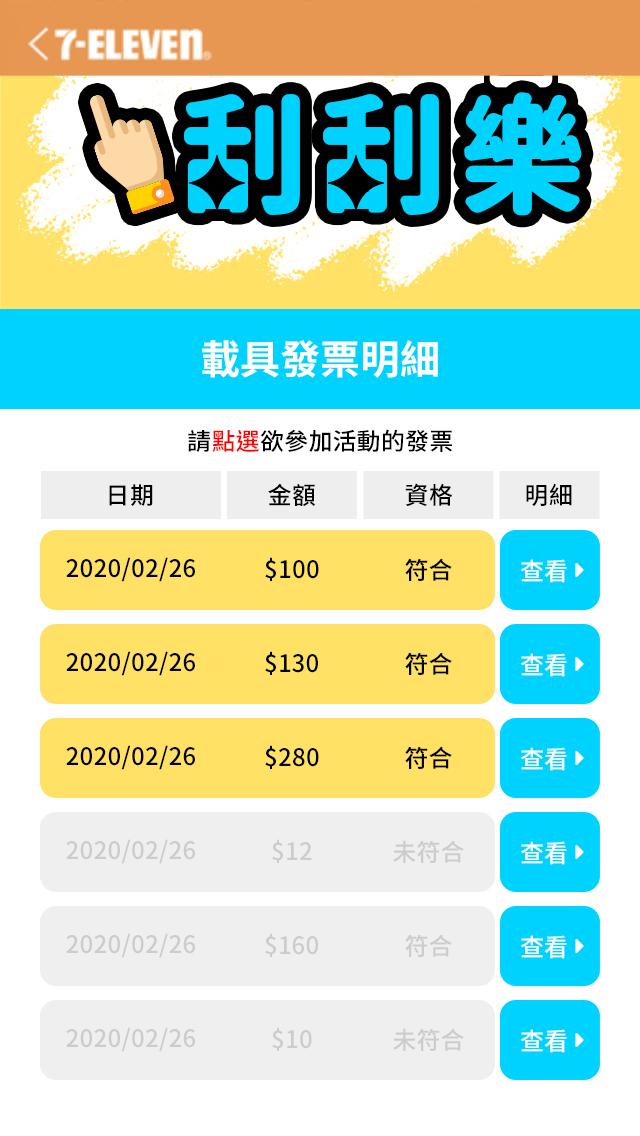 7-ELEVEN®
刮刮樂
載具發票明細
請點選欲參加活動的發票
日期 金額 資格 明細
2020/02/26 $100 符合 查看
2020/02/26 $130 符合 查看
2020/02/26 $280 符合 查看
2020/02/26 $12 未符合 查看
2020/02/26 $160 符合 查看
2020/02/26 $10 未符合 查看